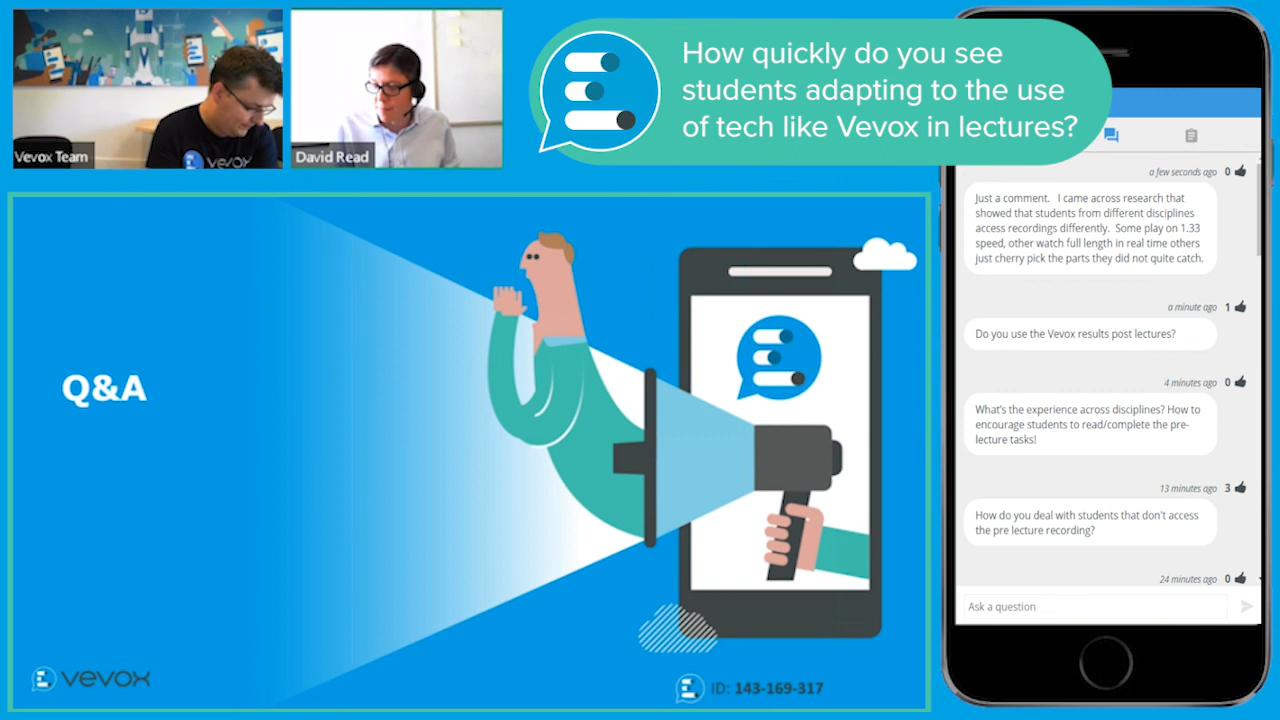 Vevox Team
vevox
David Read
How quickly do you see
students adapting to the use
of tech like Vevox in lectures?
a few seconds ago 0
Just a comment. I came across research that
showed that students from different disciplines
access recordings differently. Some play on 1.33
speed, other watch full length in real time others
just cherry pick the parts they did not quite catch.
a minute ago 1
Do you use the Vevox results post lectures?
4 minutes ago 0
What's the experience across disciplines? How to
encourage students to read/complete the pre-
lecture tasks!
13 minutes ago 3
How do you deal with students that don't access
the pre lecture recording?
24 minutes ago 0
Ask a question
Q&A
vevox
ID: 143-169-317